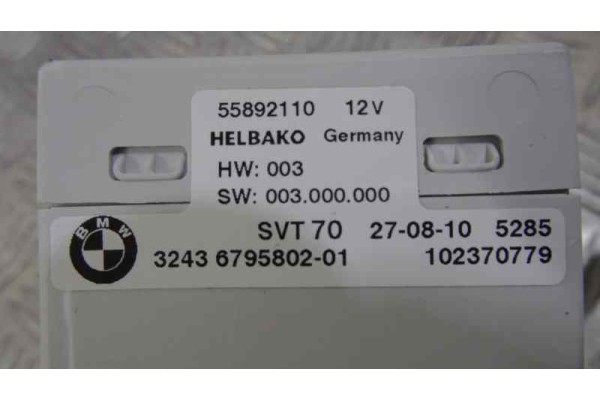 55892110 12V
HELBAKO Germany
HW: 003
SW: 003.000.000
BMW
SVT 70 27-08-10 5285
3243 6795802-01 102370779